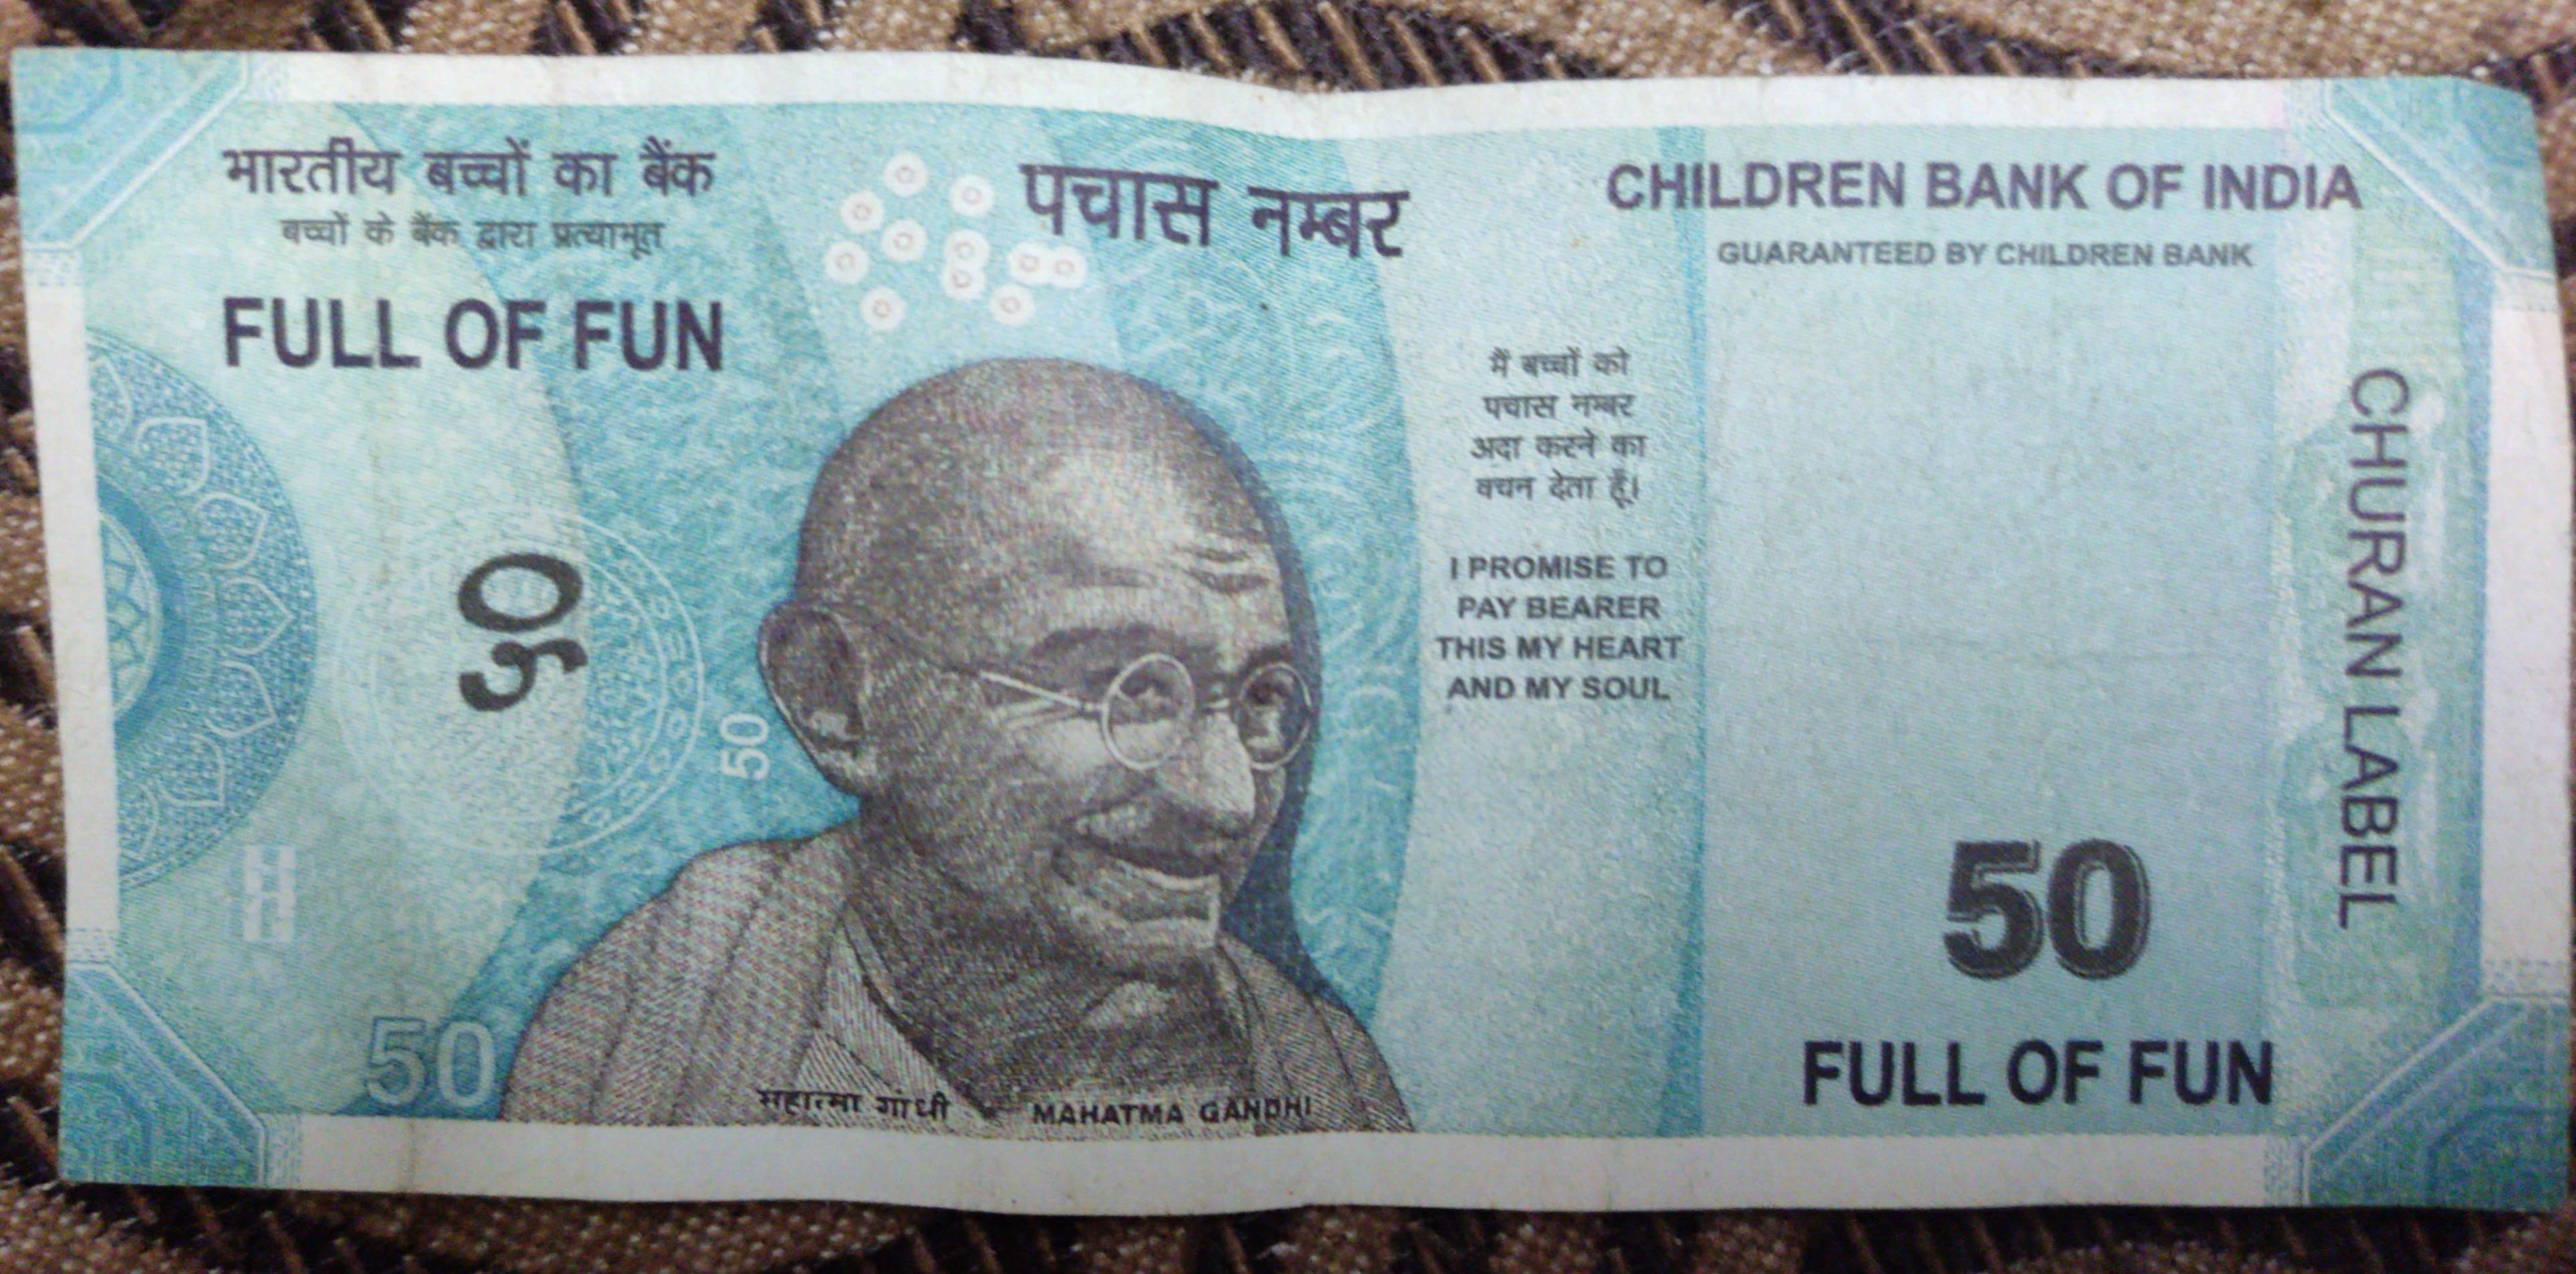 भारतीय बच्चों का बैंक
बच्चों के बैंक द्वारा प्रत्याभूत
FULL OF FUN
पचास नम्बर
CHILDREN BANK OF INDIA
GUARANTEED BY CHILDREN BANK
मैं बच्चों को
पचास नम्बर
अदा करने का
वचन देता हूँ।
I PROMISE TO
PAY BEARER
THIS MY HEART
AND MY SOUL
५०
50
50
महात्मा गांधी
MAHATMA GANDHI
50
FULL OF FUN
CHURAN LABEL